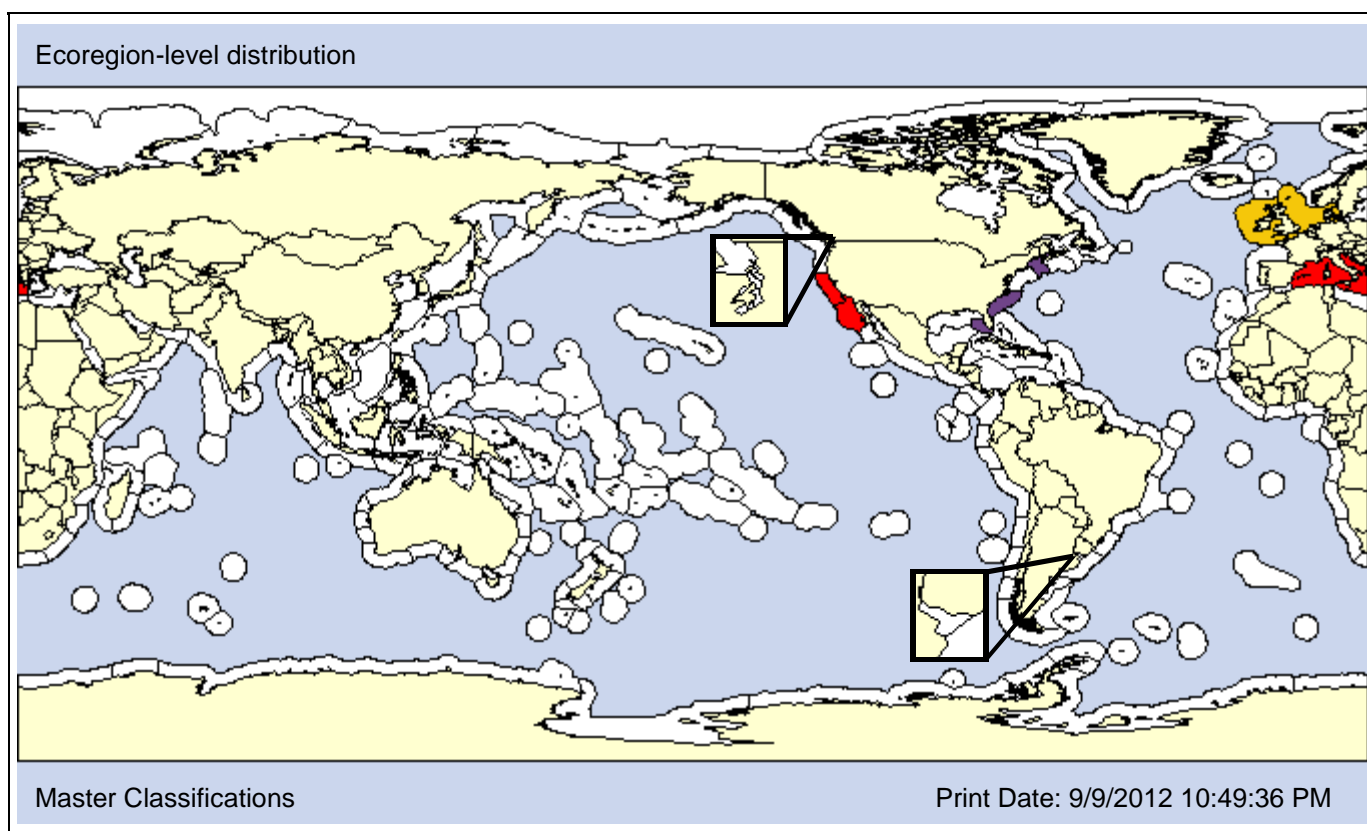 Ecoregion-level distribution
Master Classifications
Print Date: 9/9/2012 10:49:36 PM